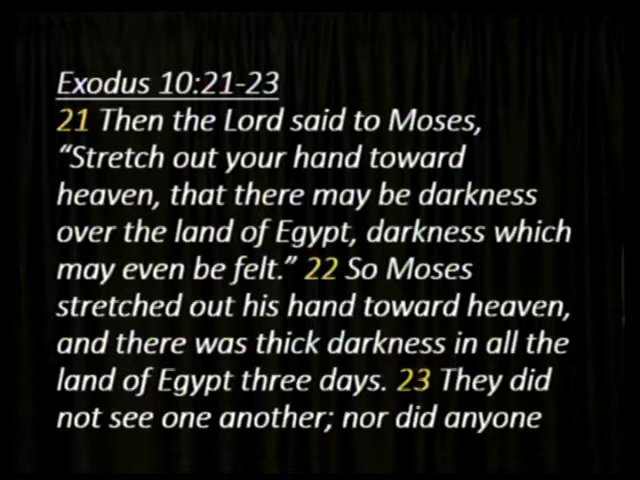 Exodus 10:21-23
21 Then the Lord said to Moses,
“Stretch out your hand toward
heaven, that there may be darkness
over the land of Egypt, darkness which
may even be felt.” 22 So Moses
stretched out his hand toward heaven,
and there was thick darkness in all the
land of Egypt three days. 23 They did
not see one another; nor did anyone